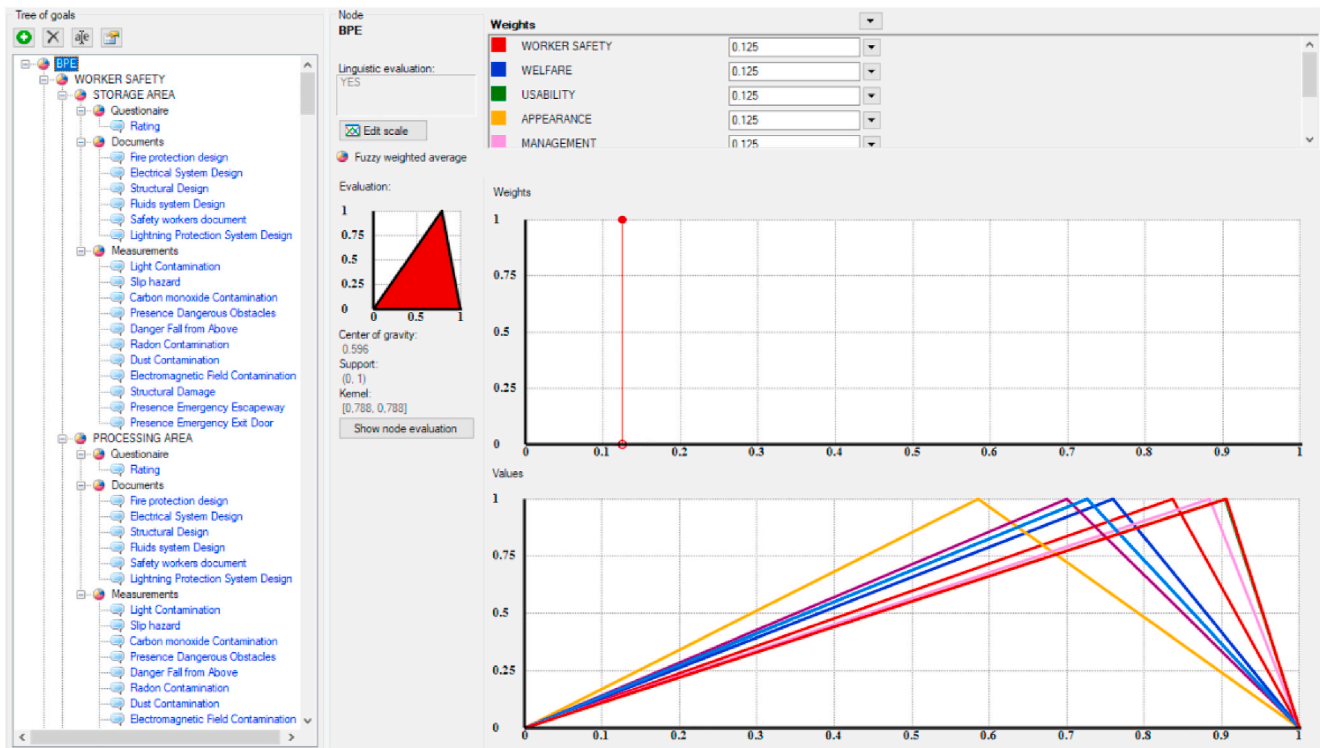 Tree of goals
BPE
WORKER SAFETY
STORAGE AREA
Questionaire
Rating
Documents
Fire protection design
Electrical System Design
Structural Design
Fluids system Design
Safety workers document
Lightning Protection System Design
Measurements
Light Contamination
Slip hazard
Carbon monoxide Contamination
Presence Dangerous Obstacles
Danger Fall from Above
Radon Contamination
Dust Contamination
Electromagnetic Field Contamination
Structural Damage
Presence Emergency Escapeway
Presence Emergency Exit Door
PROCESSING AREA
Questionaire
Rating
Documents
Fire protection design
Electrical System Design
Structural Design
Fluids system Design
Safety workers document
Lightning Protection System Design
Measurements
Light Contamination
Slip hazard
Carbon monoxide Contamination
Presence Dangerous Obstacles
Danger Fall from Above
Radon Contamination
Dust Contamination
Electromagnetic Field Contamination
Node
BPE
Linguistic evaluation:
YES
Edit scale
Fuzzy weighted average
Evaluation:
1
0.75
0.5
0.25
0
0 0.5 1
Center of gravity:
0.596
Support:
(0, 1)
Kernel:
[0,788, 0,788]
Show node evaluation
Weights
WORKER SAFETY 0.125
WELFARE 0.125
USABILITY 0.125
APPEARANCE 0.125
MANAGEMENT 0.125
Weights
1
0.75
0.5
0.25
0
0 0.1 0.2 0.3 0.4 0.5 0.6 0.7 0.8 0.9 1
Values
1
0.75
0.5
0.25
0
0 0.1 0.2 0.3 0.4 0.5 0.6 0.7 0.8 0.9 1